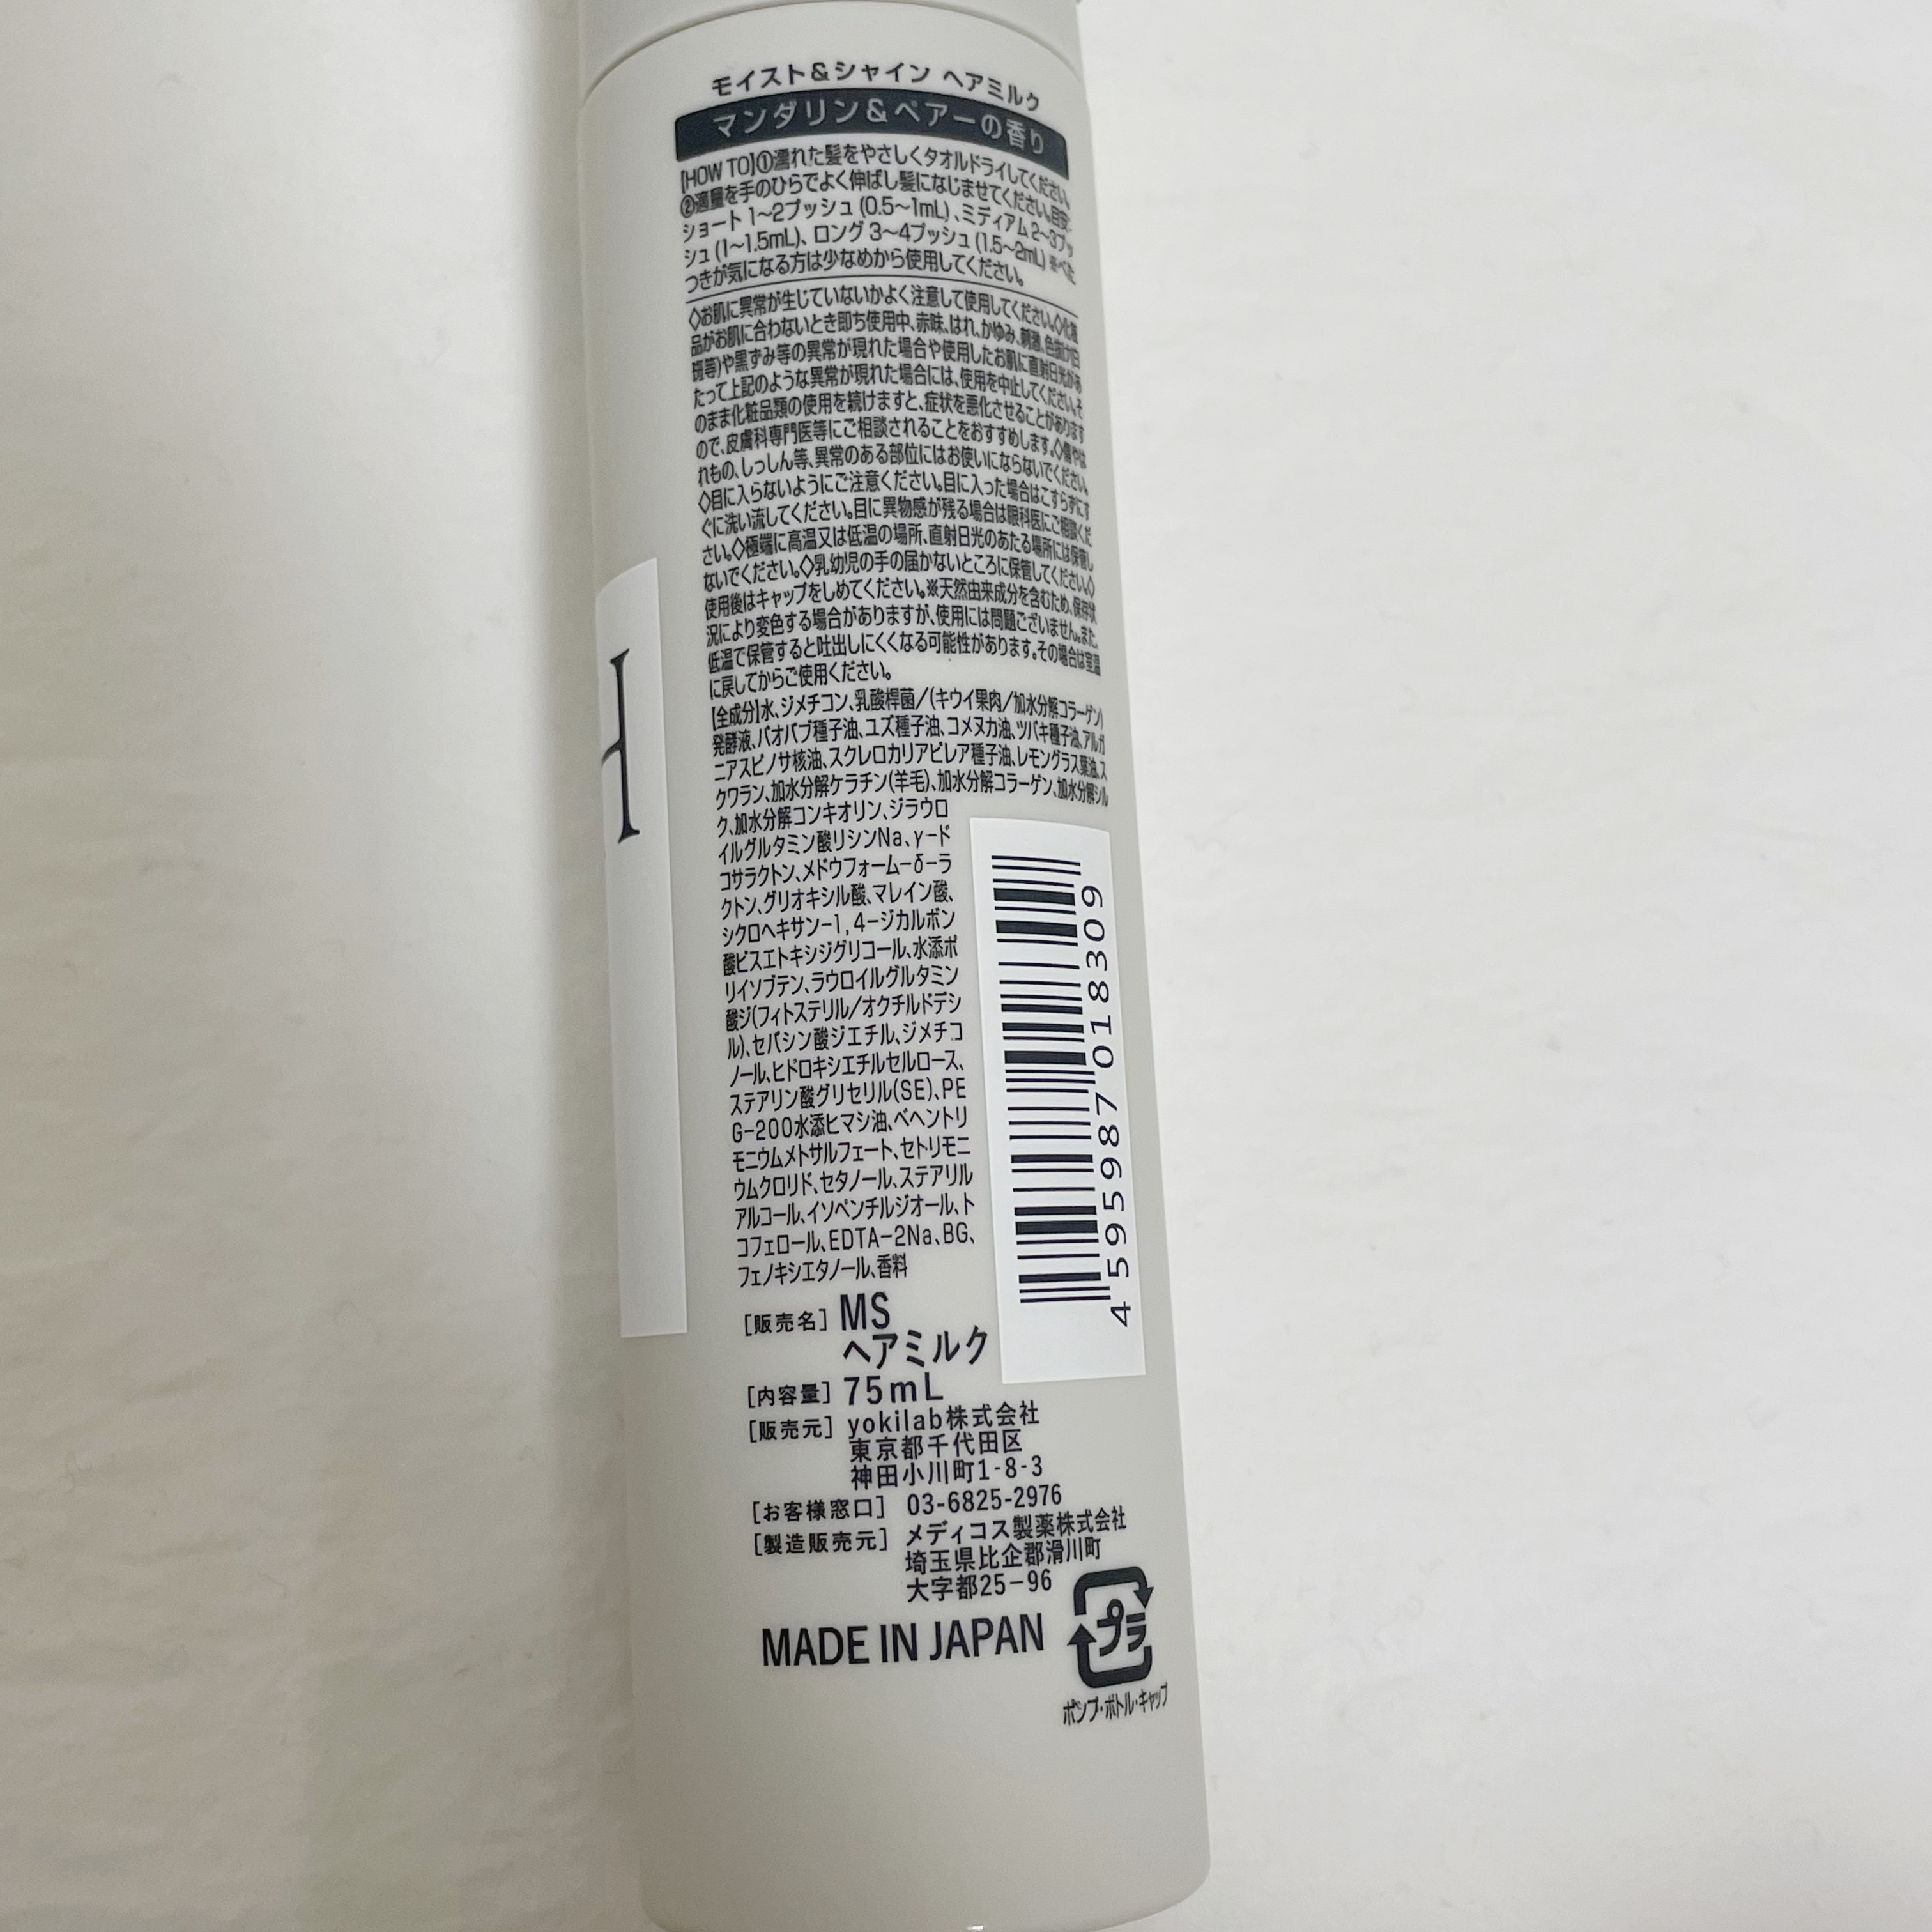 モイスト&シャイン ヘアミルク
マンダリン&ペアーの香り
[HOW TO]①濡れた髪をやさしくタオルドライしてください。
②適量を手のひらでよく伸ばし髪になじませてください。目安:
ショート 1〜2プッシュ (0.5〜1mL)、ミディアム 2〜3プッ
シュ (1〜1.5mL)、ロング 3〜4プッシュ (1.5〜2mL) ※べた
つきが気になる方は少なめから使用してください。
◇お肌に異常が生じていないかよく注意して使用してください。◇化粧
品がお肌に合わないとき即ち使用中、赤味、はれ、かゆみ、刺激、色抜け(白
斑等)や黒ずみ等の異常が現れた場合や使用したお肌に直射日光があ
たって上記のような異常が現れた場合には、使用を中止してください。そ
のまま化粧品類の使用を続けますと、症状を悪化させることがあります
ので、皮膚科専門医等にご相談されることをおすすめします。◇傷やは
れもの、しっしん等、異常のある部位にはお使いにならないでください。
◇目に入らないようにご注意ください。目に入った場合はこすらずにす
ぐに洗い流してください。目に異物感が残る場合は眼科医にご相談くだ
さい。◇極端に高温又は低温の場所、直射日光のあたる場所には保管し
ないでください。◇乳幼児の手の届かないところに保管してください。◇
使用後はキャップをしめてください。※天然由来成分を含むため、保存状
況により変色する場合がありますが、使用には問題ございません。また、
低温で保管すると吐出しにくくなる可能性があります。その場合は室温
に戻してからご使用ください。
[全成分]水、ジメチコン、乳酸桿菌/(キウイ果肉/加水分解コラーゲン)
発酵液、バオバブ種子油、ユズ種子油、コメヌカ油、ツバキ種子油、アルガ
ニアスピノサ核油、スクレロカリアビレア種子油、レモングラス葉油、ス
クワラン、加水分解ケラチン(羊毛)、加水分解コラーゲン、加水分解シル
ク、加水分解コンキオリン、ジラウロ
イルグルタミン酸リシンNa、γ-ド
コサラクトン、メドウフォーム-δ-ラ
クトン、グリオキシル酸、マレイン酸、
シクロヘキサン-1,4-ジカルボン
酸ビスエトキシジグリコール、水添ポ
リイソブテン、ラウロイルグルタミン
酸ジ(フィトステリル/オクチルドデシ
ル)、セバシン酸ジエチル、ジメチコ
ノール、ヒドロキシエチルセルロース、
ステアリン酸グリセリル(SE)、PE
G-200水添ヒマシ油、ベヘントリ
モニウムメトサルフェート、セトリモニ
ウムクロリド、セタノール、ステアリル
アルコール、イソペンチルジオール、ト
コフェロール、EDTA-2Na、BG、
フェノキシエタノール、香料
4595987018309
[販売名] MS
ヘアミルク
[内容量] 75mL
[販売元] yokilab株式会社
東京都千代田区
神田小川町1-8-3
[お客様窓口] 03-6825-2976
[製造販売元] メディコス製薬株式会社
埼玉県比企郡滑川町
大字都25-96
MADE IN JAPAN
プラ
ポンプ・ボトル・キャップ
H